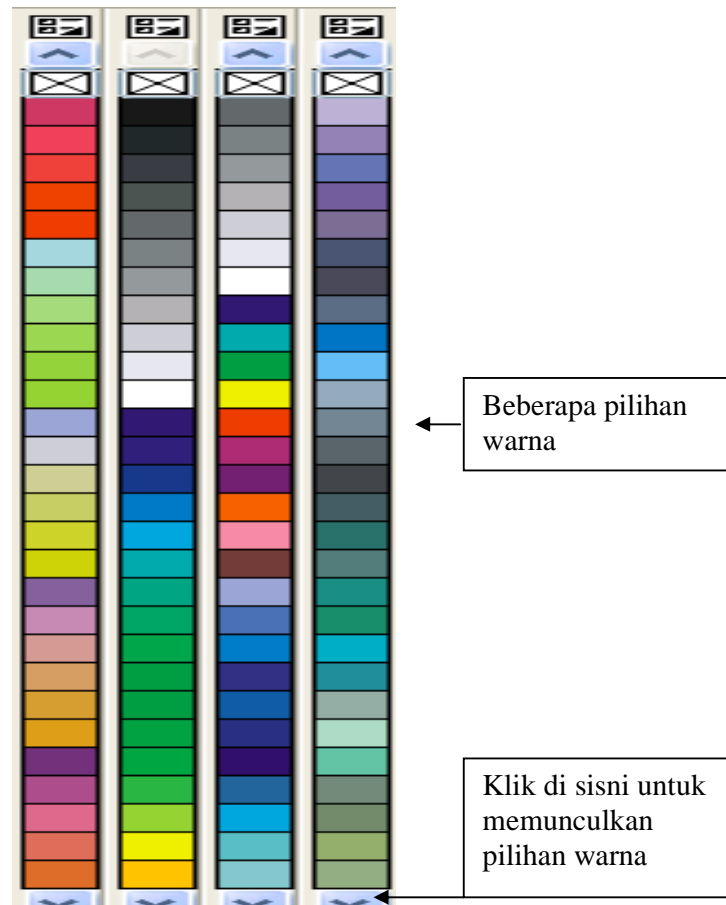 Beberapa pilihan
warna
Klik di sisni untuk
memunculkan
pilihan warna